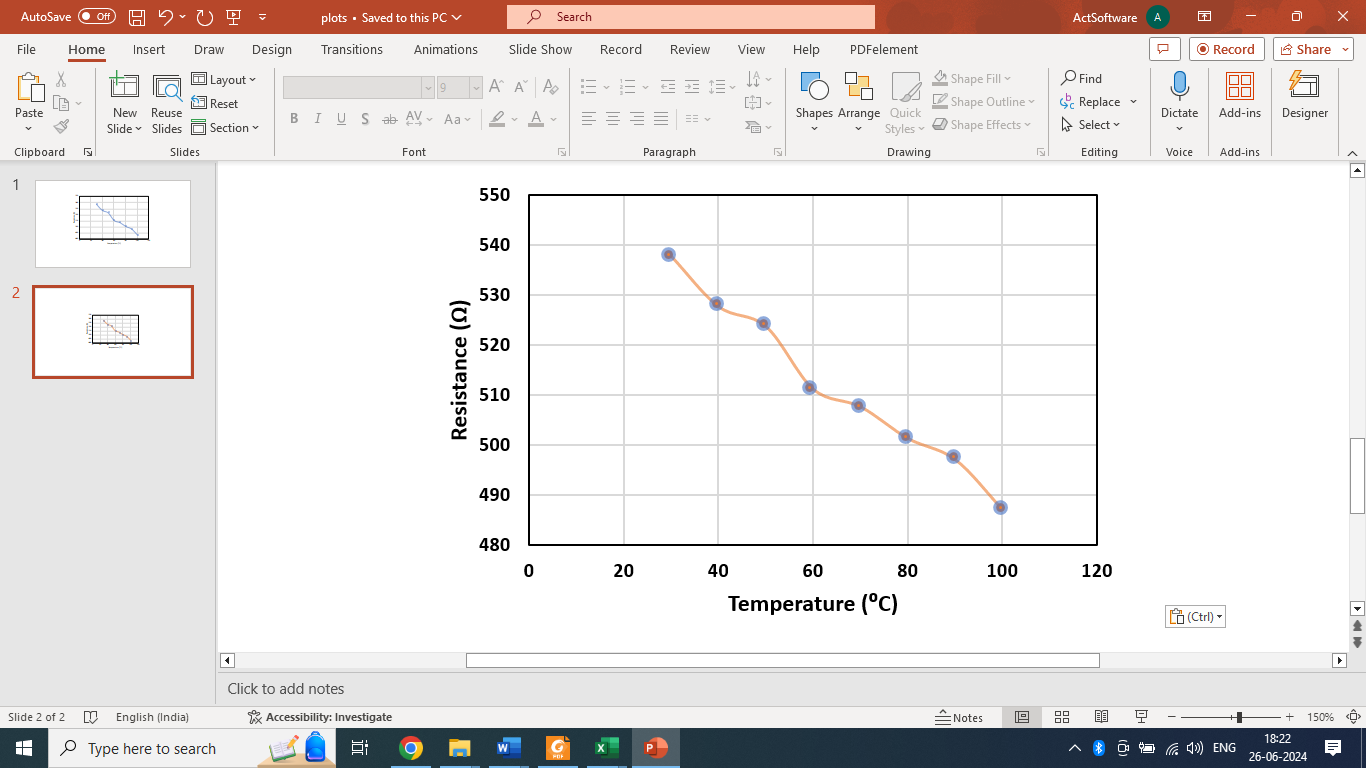 AutoSave Off plots • Saved to this PC Search ActSoftware A
File Home Insert Draw Design Transitions Animations Slide Show Record Review View Help PDFelement Record Share
Paste New Slide Reuse Slides Layout Reset Section 9 Shapes Arrange Quick Styles Shape Fill Shape Outline Shape Effects Find Replace Select Dictate Add-ins Designer
B I U S ab AV Aa A
Clipboard Slides Font Paragraph Drawing Editing Voice Add-ins
1
2
550
540
530
520
510
500
490
480
Resistance (Ω)
0 20 40 60 80 100 120
Temperature (⁰C)
(Ctrl)
Click to add notes
Slide 2 of 2 English (India) Accessibility: Investigate Notes 150%
Type here to search ENG 18:22
26-06-2024